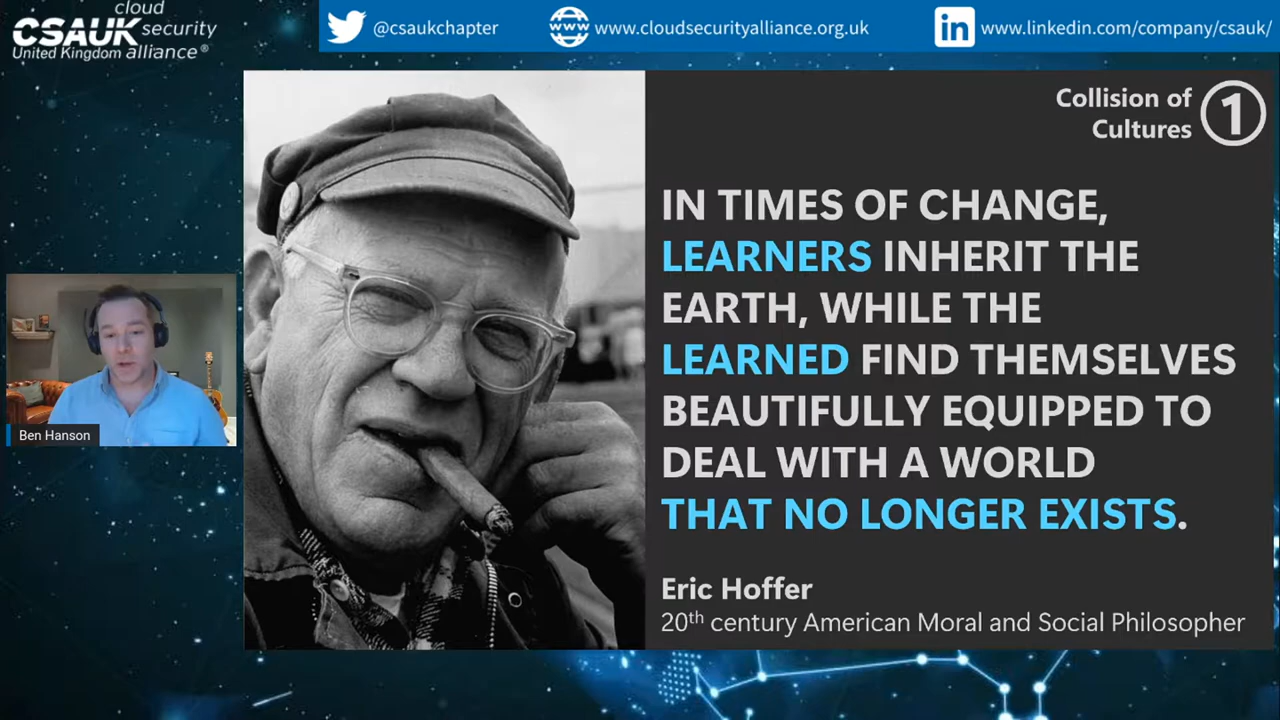 cloud
CSAUK security
United Kingdom alliance®
@csaukchapter
www.cloudsecurityalliance.org.uk
www.linkedin.com/company/csauk/
Collision of
Cultures
1
IN TIMES OF CHANGE,
LEARNERS INHERIT THE
EARTH, WHILE THE
LEARNED FIND THEMSELVES
BEAUTIFULLY EQUIPPED TO
DEAL WITH A WORLD
THAT NO LONGER EXISTS.
Eric Hoffer
20th century American Moral and Social Philosopher
Ben Hanson
WWW
in